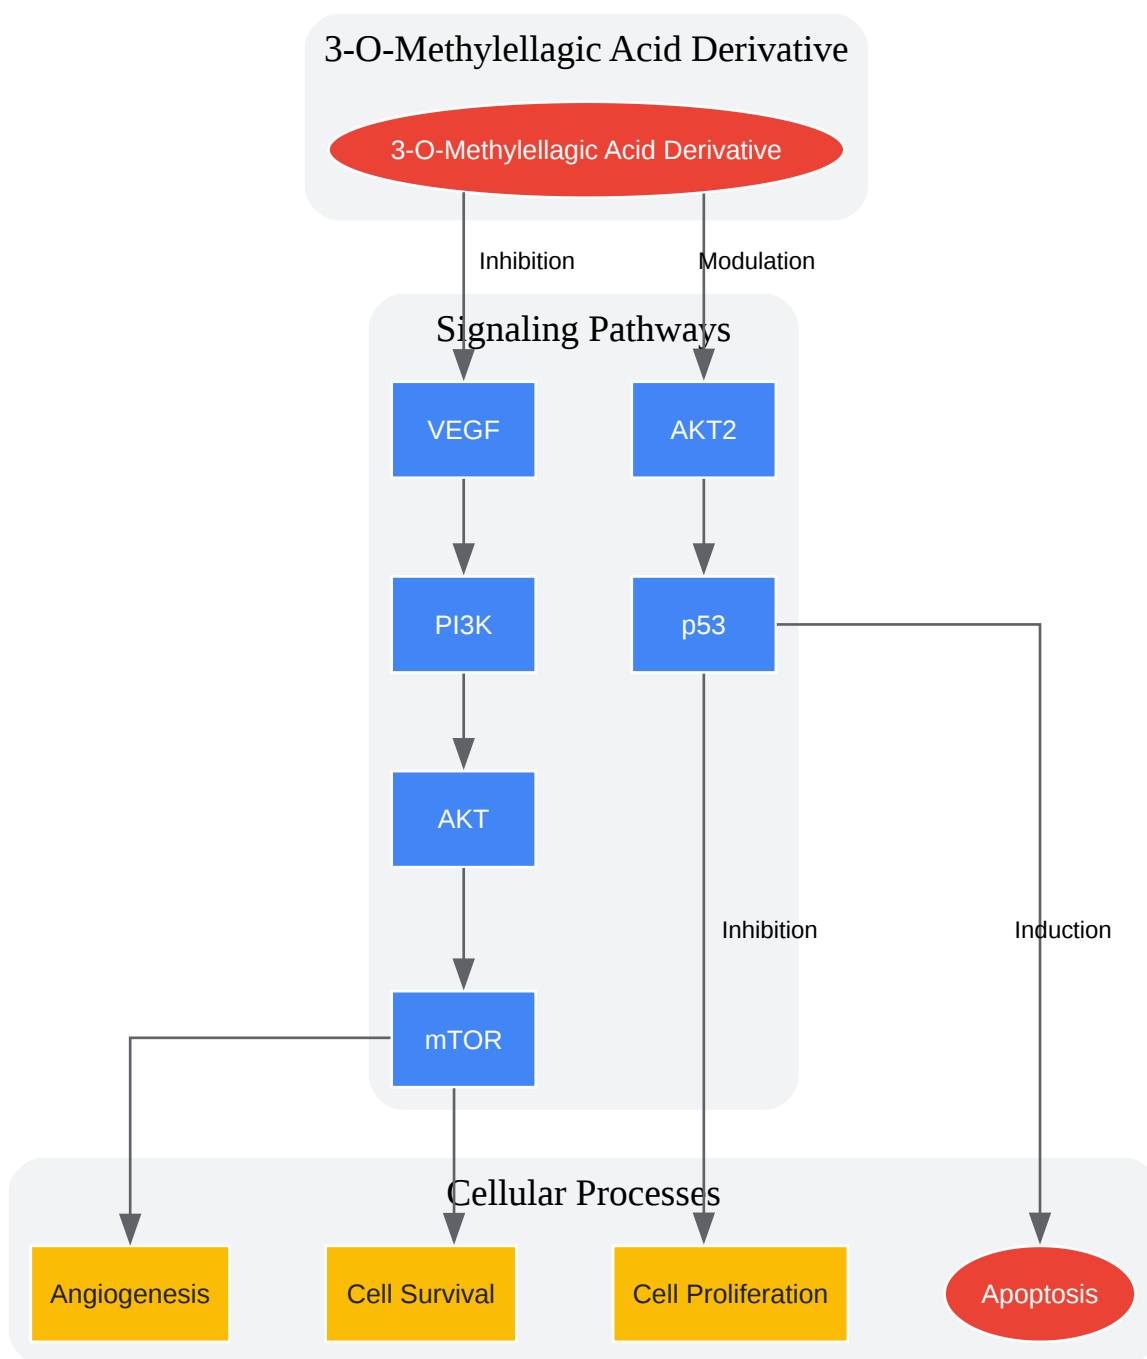 3-O-Methylellagic Acid Derivative
3-O-Methylellagic Acid Derivative
Inhibition
Modulation
Signaling Pathways
VEGF
AKT2
PI3K
p53
AKT
Inhibition
Induction
mTOR
Cellular Processes
Angiogenesis
Cell Survival
Cell Proliferation
Apoptosis